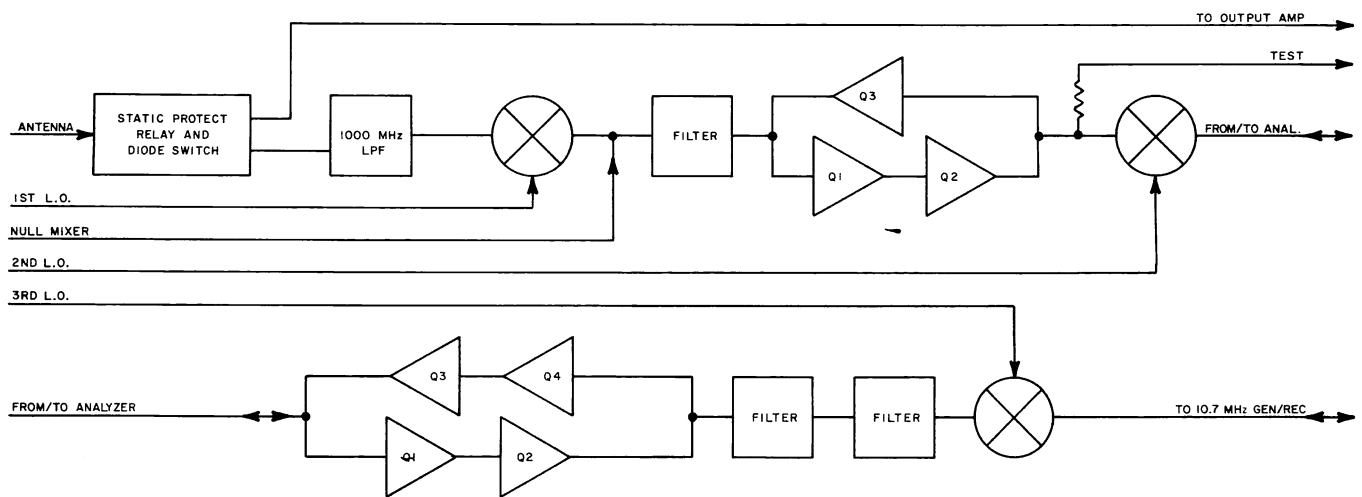 TO OUTPUT AMP
TEST
ANTENNA
STATIC PROTECT
RELAY AND
DIODE SWITCH
1000 MHz
LPF
FILTER
Q3
Q1
Q2
FROM/TO ANAL.
1ST L.O.
NULL MIXER
2ND L.O.
3RD L.O.
Q3
Q4
FROM/TO ANALYZER
Q1
Q2
FILTER
FILTER
TO 10.7 MHz GEN/REC